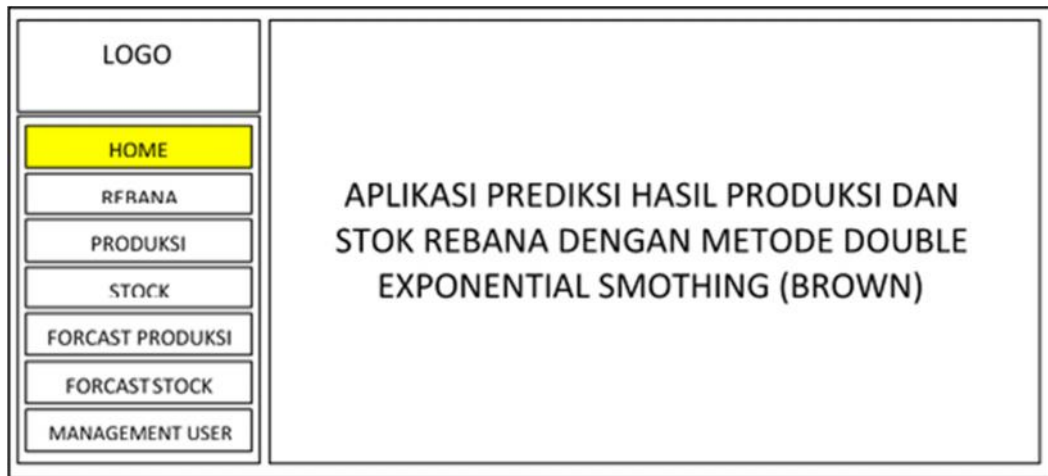 LOGO
HOME
REBANA
PRODUKSI
STOCK
FORCAST PRODUKSI
FORCAST STOCK
MANAGEMENT USER
APLIKASI PREDIKSI HASIL PRODUKSI DAN
STOK REBANA DENGAN METODE DOUBLE
EXPONENTIAL SMOTHING (BROWN)